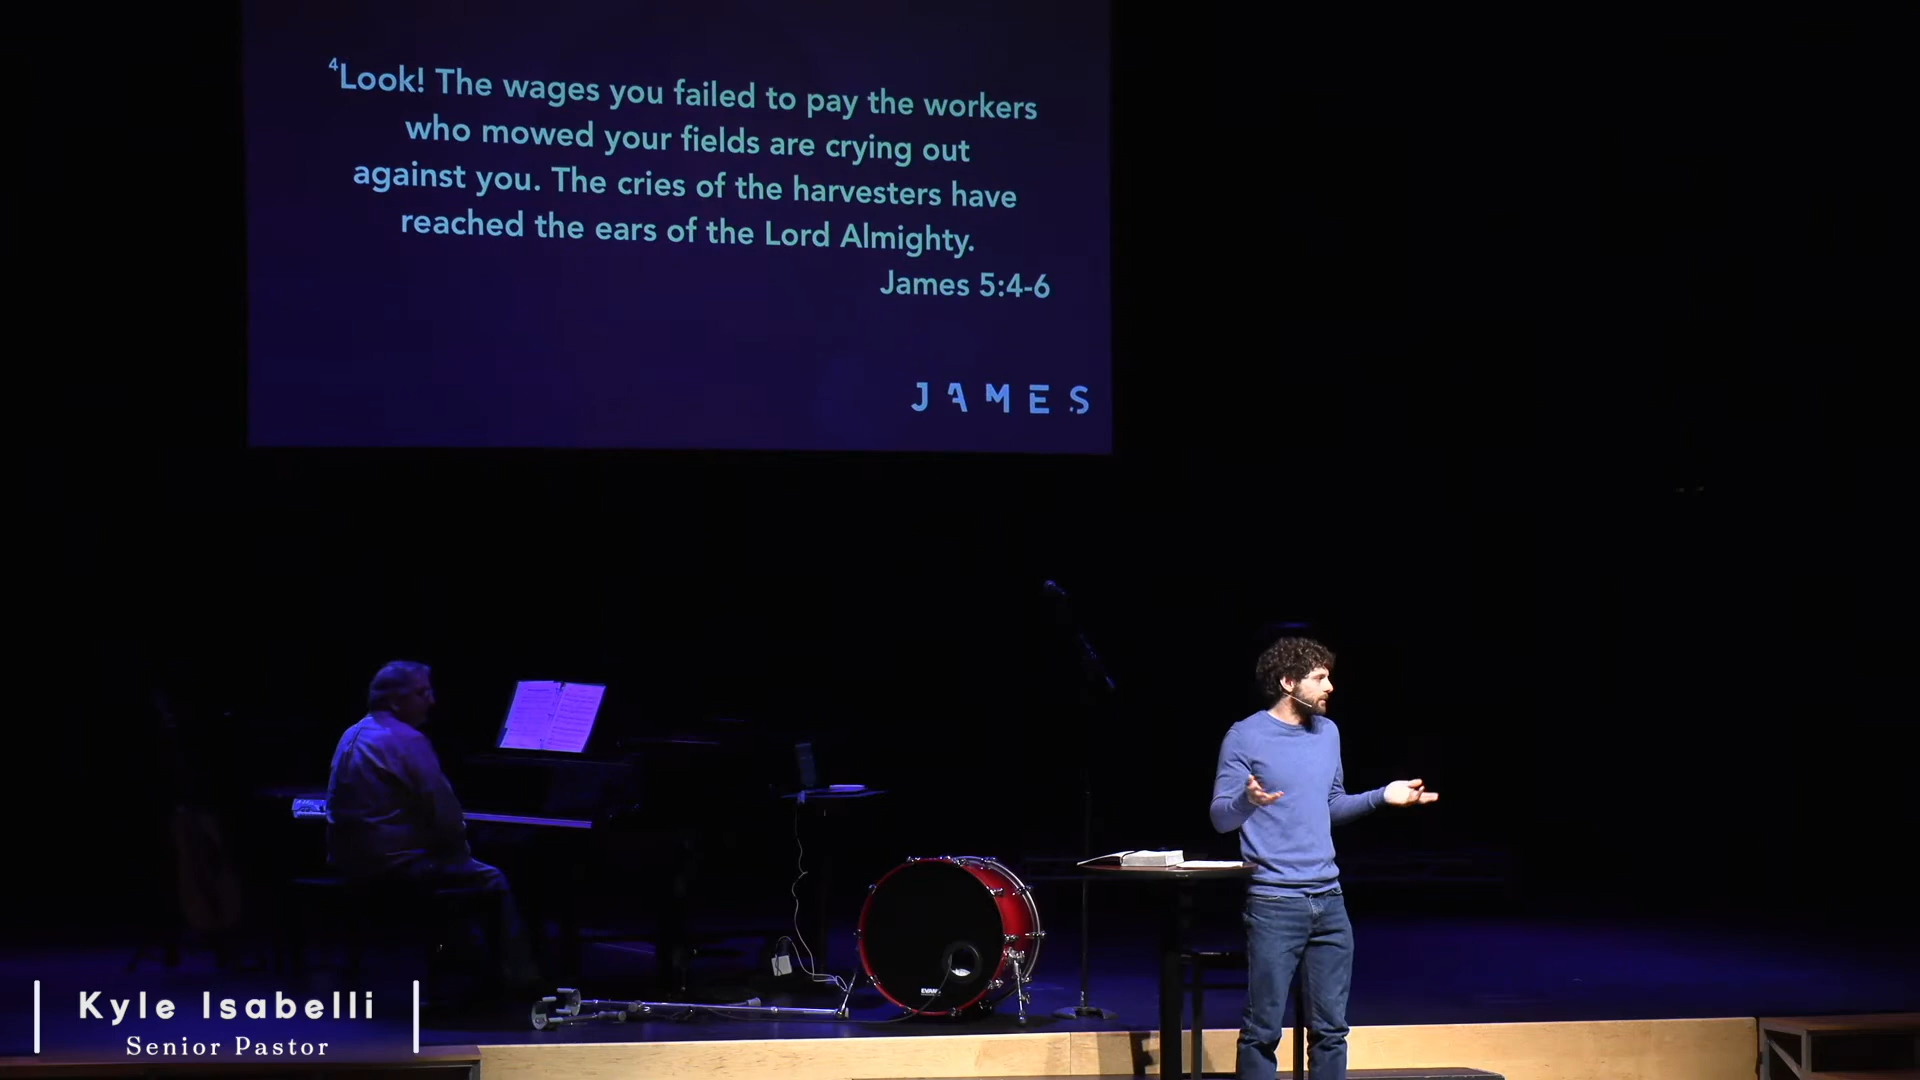 ⁴Look! The wages you failed to pay the workers
who mowed your fields are crying out
against you. The cries of the harvesters have
reached the ears of the Lord Almighty.
James 5:4-6
JAMES
EVANS
Kyle Isabelli
Senior Pastor